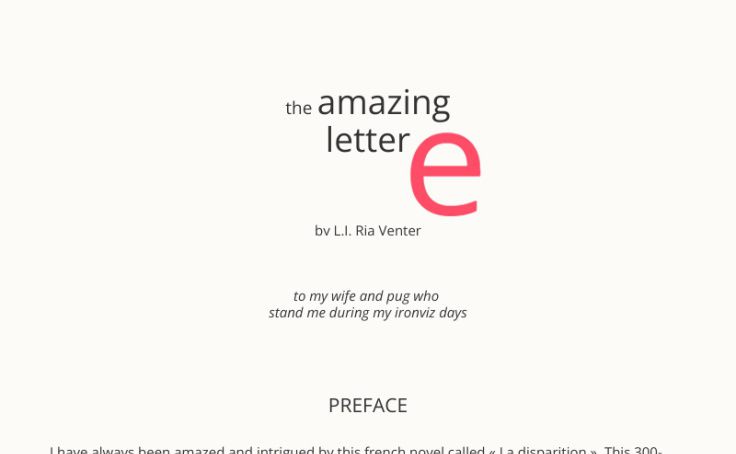 the amazing
letter e
by L.I. Ria Venter
to my wife and pug who
stand me during my ironviz days
PREFACE
I have always been amazed and intrigued by this french novel called « La disparition ». This 300-